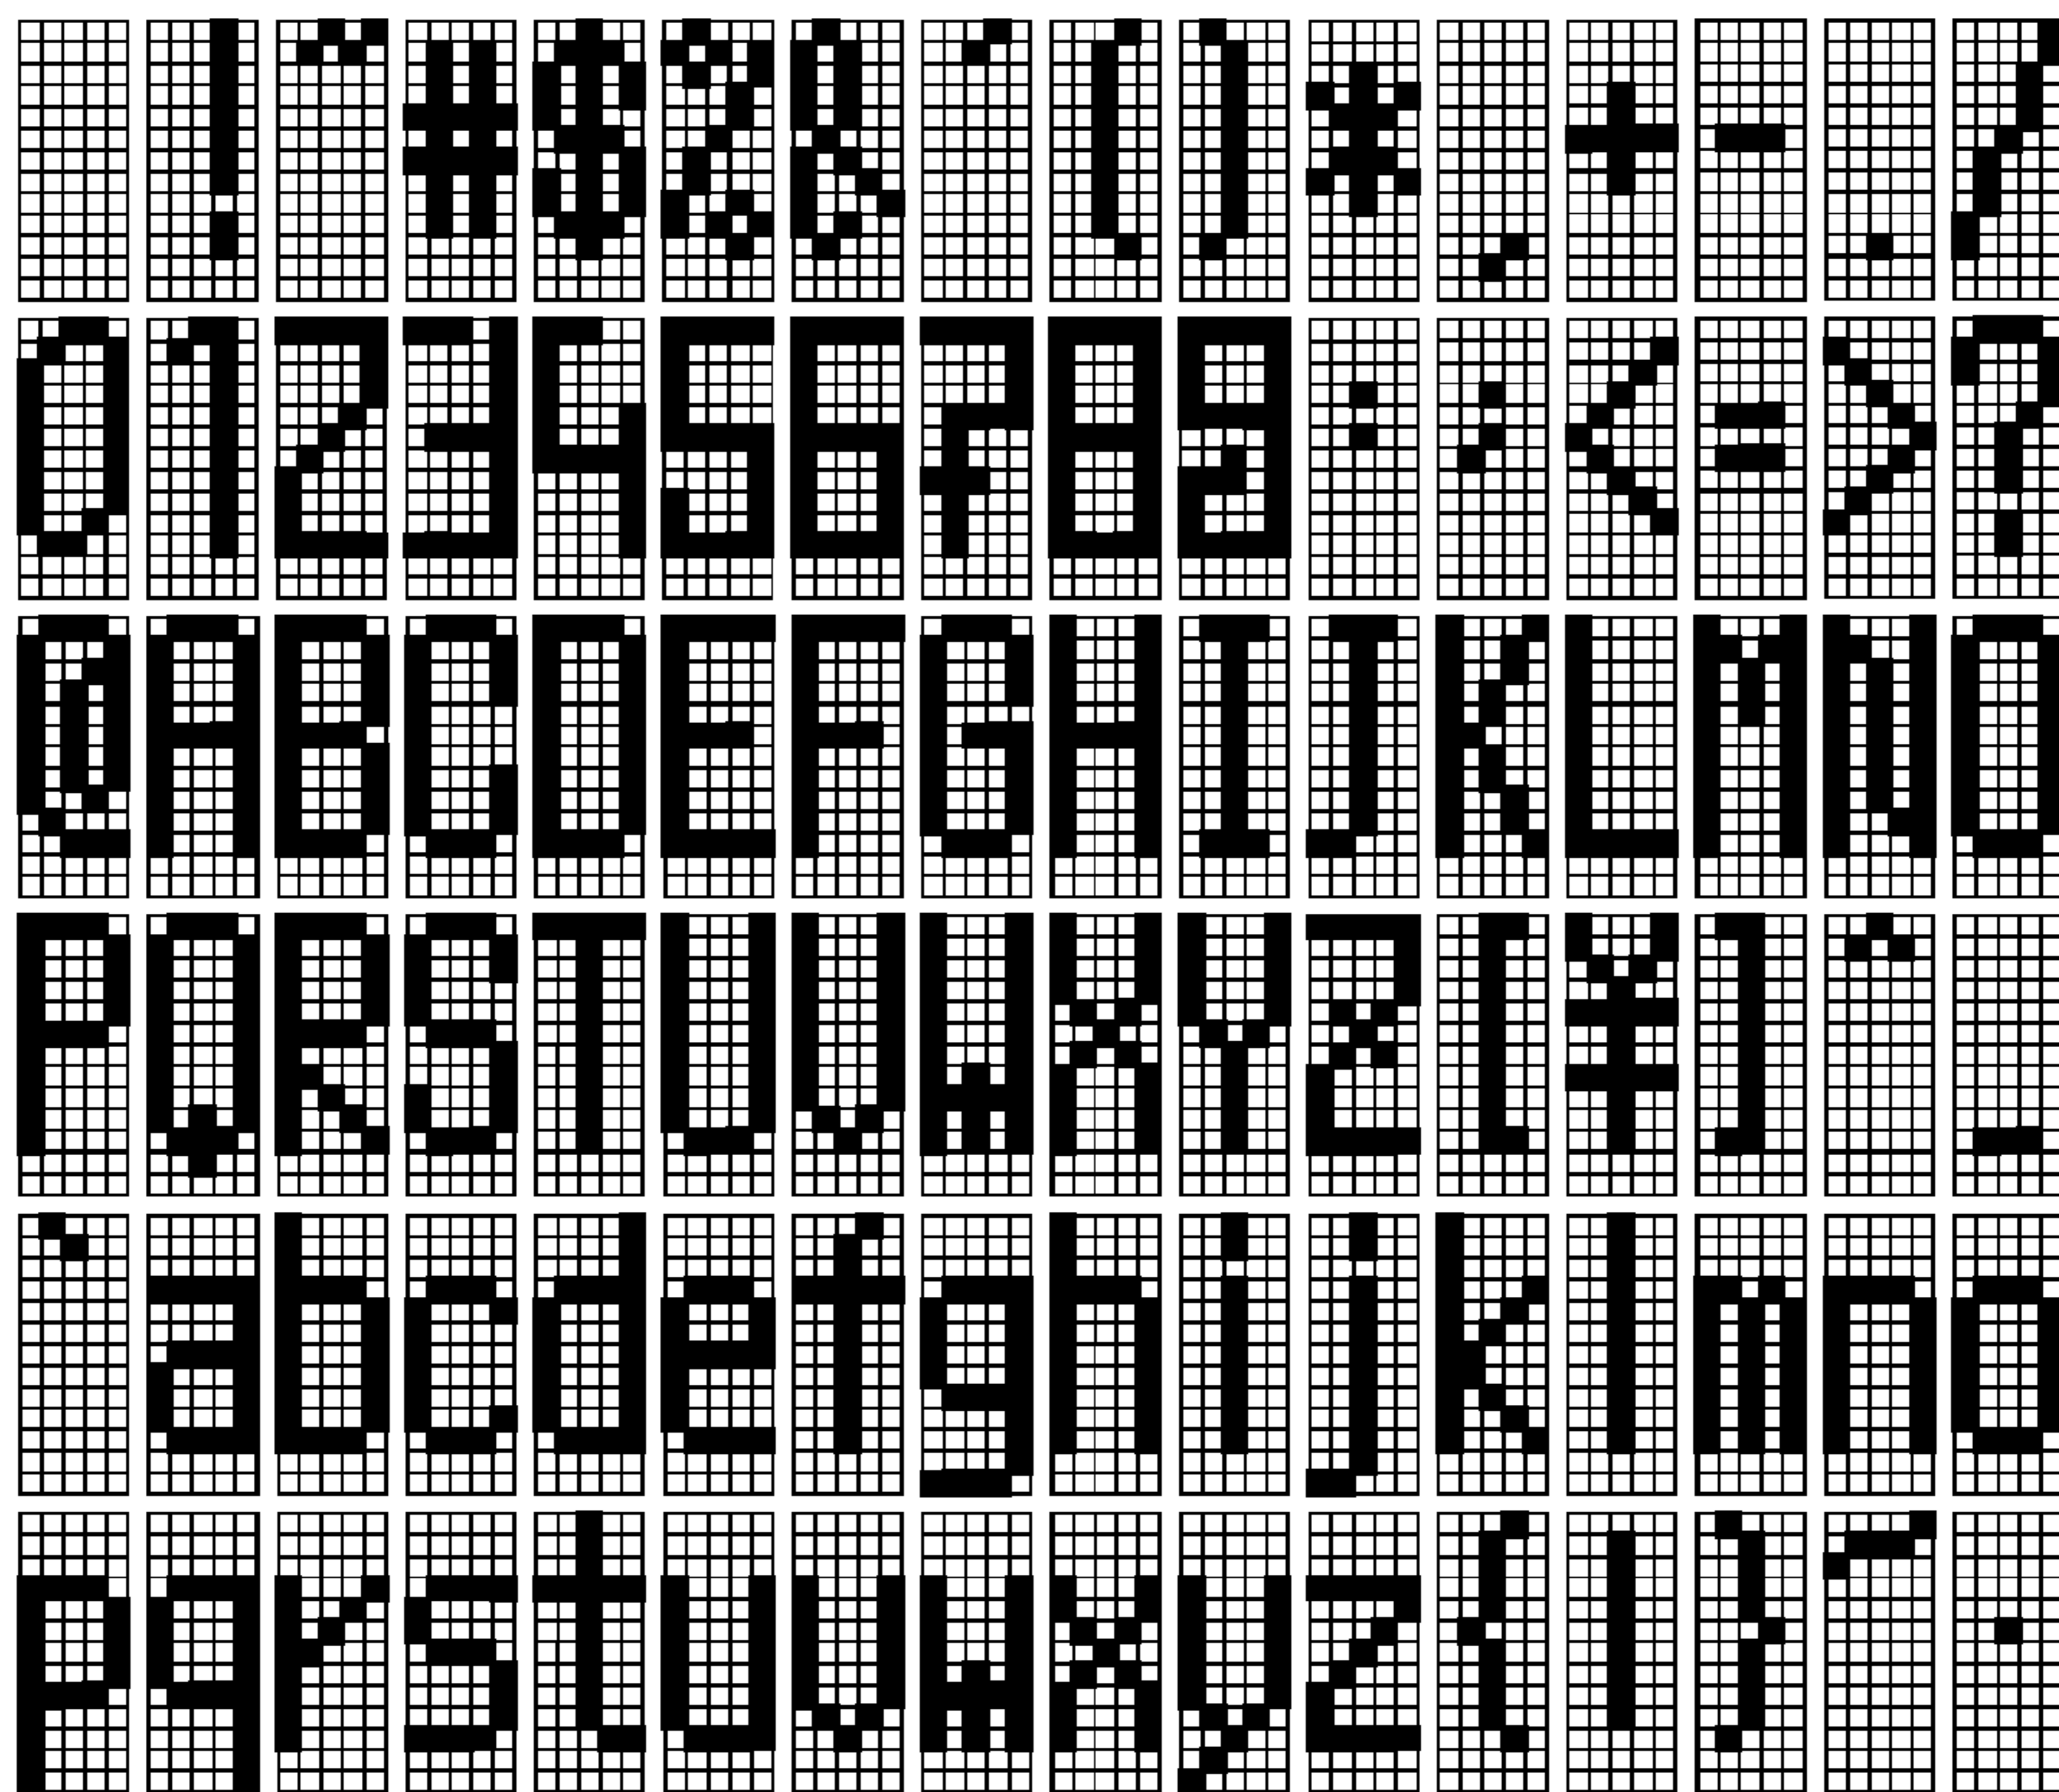 ! " # $ % & ' ( ) * , + - . /
0 1 2 3 4 5 6 7 8 9 : ; < = > ?
@ A B C D E F G H I J K L M N O
P Q R S T U V W X Y Z [ ¥ ] ^ _
` a b c d e f g h i j k l m n o
p q r s t u v w x y z { | } ~ ·